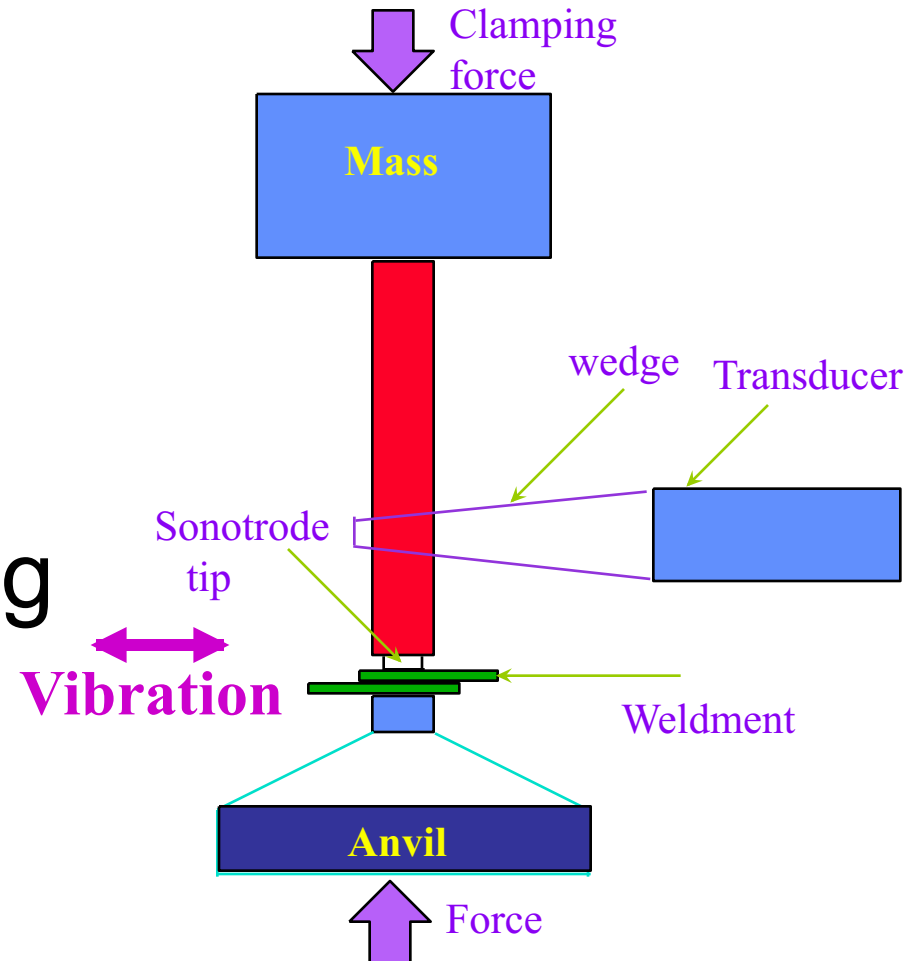 Clamping
force
Mass
wedge
Transducer
Sonotrode
tip
g
Vibration
Weldment
Anvil
Force